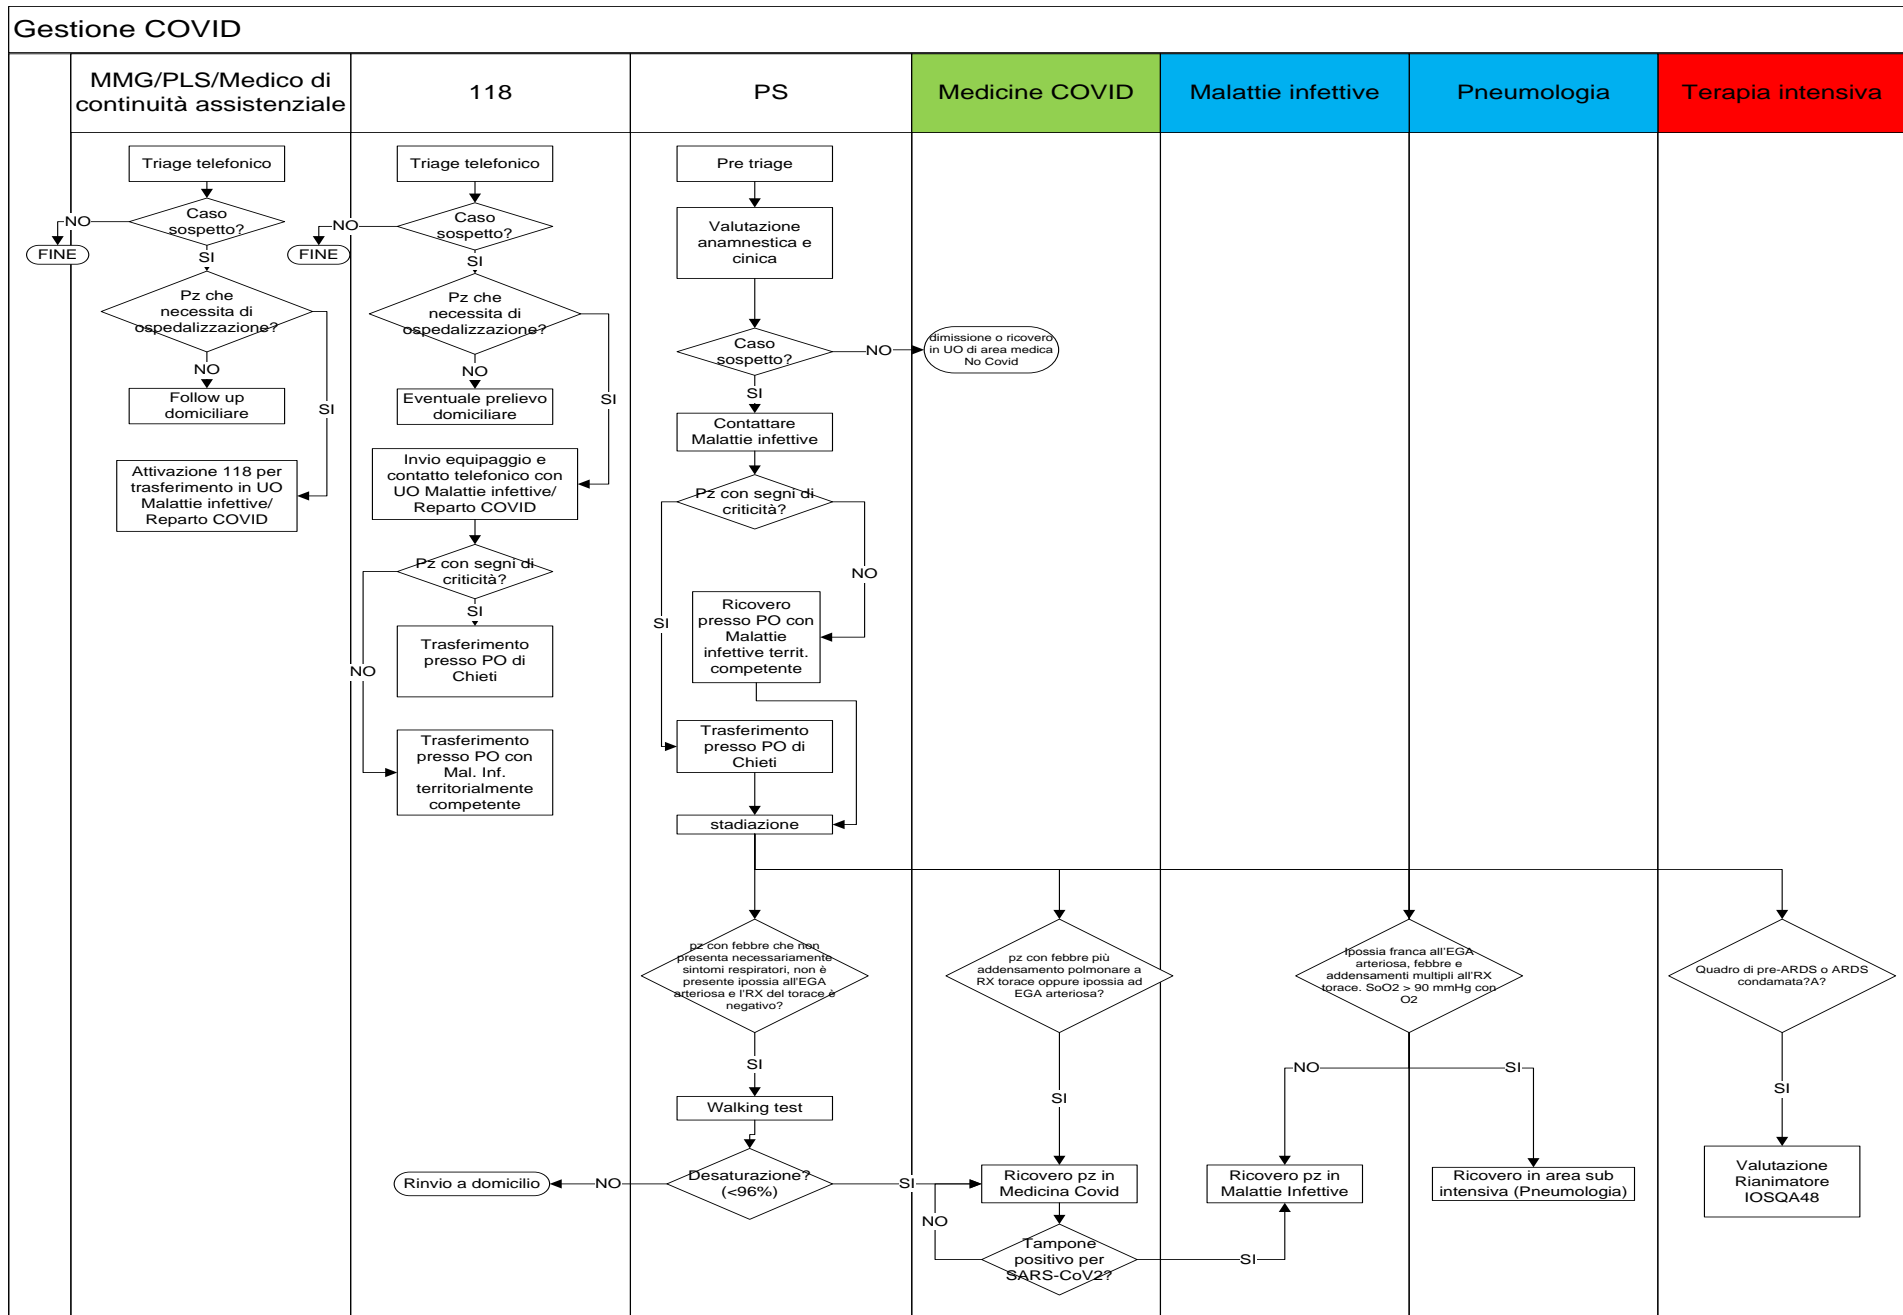 Gestione COVID
MMG/PLS/Medico di
continuità assistenziale
118
PS
Medicine COVID
Malattie infettive
Pneumologia
Terapia intensiva
Triage telefonico
Caso
sospetto?
NO
FINE
SI
Pz che
necessita di
ospedalizzazione?
NO
SI
Follow up
domiciliare
Attivazione 118 per
trasferimento in UO
Malattie infettive/
Reparto COVID
Triage telefonico
Caso
sospetto?
NO
FINE
SI
Pz che
necessita di
ospedalizzazione?
NO
SI
Eventuale prelievo
domiciliare
Invio equipaggio e
contatto telefonico con
UO Malattie infettive/
Reparto COVID
Pz con segni di
criticità?
SI
NO
Trasferimento
presso PO di
Chieti
Trasferimento
presso PO con
Mal. Inf.
territorialmente
competente
Pre triage
Valutazione
anamnestica e
cinica
Caso
sospetto?
NO
dimissione o ricovero
in UO di area medica
No Covid
SI
Contattare
Malattie infettive
Pz con segni di
criticità?
NO
SI
Ricovero
presso PO con
Malattie
infettive territ.
competente
Trasferimento
presso PO di
Chieti
stadiazione
pz con febbre che non
presenta necessariamente
sintomi respiratori, non è
presente ipossia all'EGA
arteriosa e l'RX del torace è
negativo?
SI
Walking test
Desaturazione?
(<96%)
NO
Rinvio a domicilio
SI
pz con febbre più
addensamento polmonare a
RX torace oppure ipossia ad
EGA arteriosa?
SI
Ricovero pz in
Medicina Covid
NO
Tampone
positivo per
SARS-CoV2?
SI
Ipossia franca all'EGA
arteriosa, febbre e
addensamenti multipli all'RX
torace. SoO2 > 90 mmHg con
O2
NO
SI
Ricovero pz in
Malattie Infettive
Ricovero in area sub
intensiva (Pneumologia)
Quadro di pre-ARDS o ARDS
condamata?A?
SI
Valutazione
Rianimatore
IOSQA48